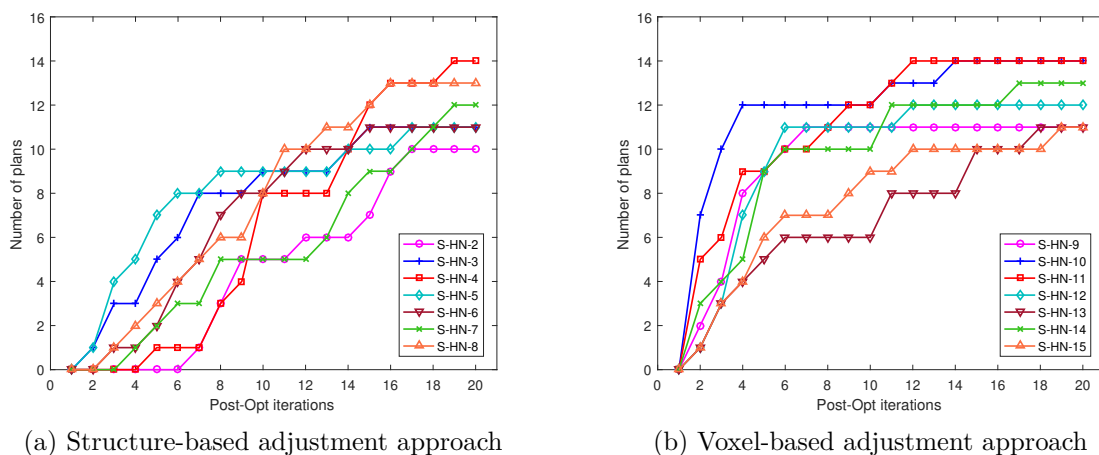 16
14
12
10
8
6
4
2
0
Number of plans
0 2 4 6 8 10 12 14 16 18 20
Post-Opt iterations
S-HN-2
S-HN-3
S-HN-4
S-HN-5
S-HN-6
S-HN-7
S-HN-8
(a) Structure-based adjustment approach
16
14
12
10
8
6
4
2
0
Number of plans
0 2 4 6 8 10 12 14 16 18 20
Post-Opt iterations
S-HN-9
S-HN-10
S-HN-11
S-HN-12
S-HN-13
S-HN-14
S-HN-15
(b) Voxel-based adjustment approach